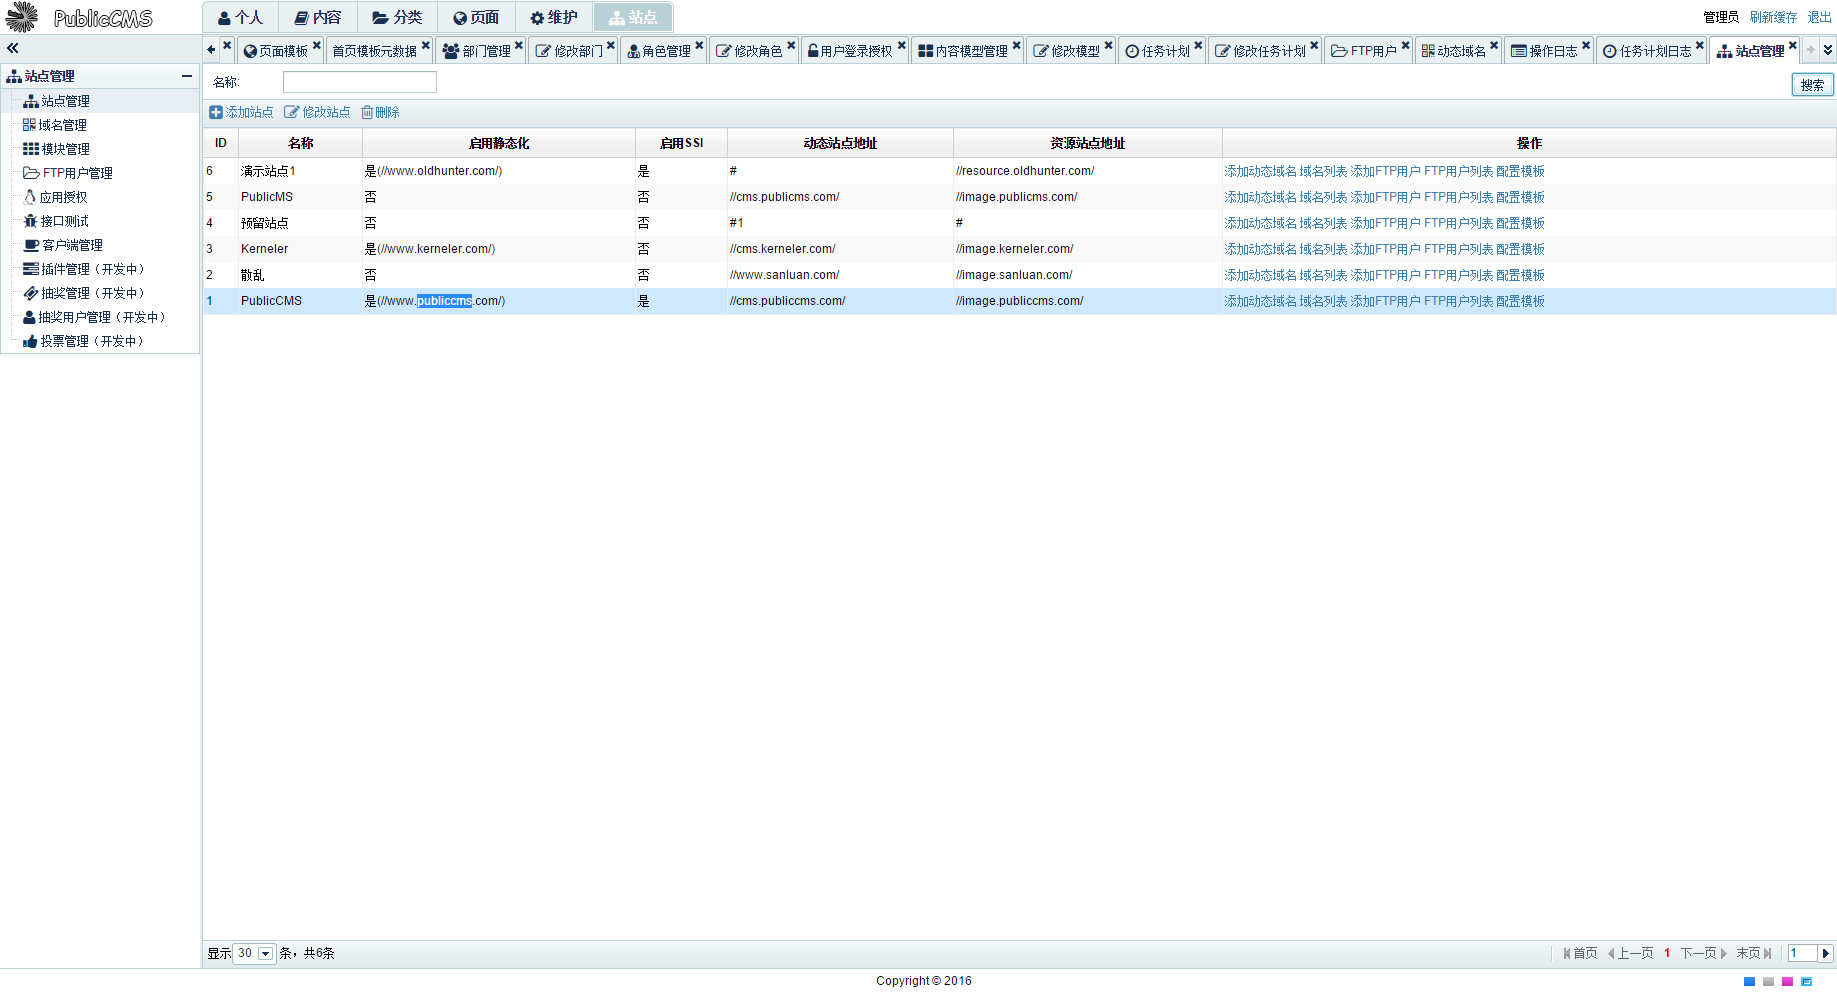 PublicCMS
个人 内容 分类 页面 维护 站点
管理员 刷新缓存 退出
页面模板 首页模板元数据 部门管理 修改部门 角色管理 修改角色 用户登录授权 内容模型管理 修改模型 任务计划 修改任务计划 FTP用户 动态域名 操作日志 任务计划日志 站点管理
站点管理
站点管理
域名管理
模块管理
FTP用户管理
应用授权
接口测试
客户端管理
插件管理（开发中）
抽奖管理（开发中）
抽奖用户管理（开发中）
投票管理（开发中）
名称:
搜索
添加站点 修改站点 删除
ID 名称 启用静态化 启用SSI 动态站点地址 资源站点地址 操作
6 演示站点1 是(//www.oldhunter.com/) 是 # //resource.oldhunter.com/ 添加动态域名 域名列表 添加FTP用户 FTP用户列表 配置模板
5 PublicMS 否 否 //cms.publicms.com/ //image.publicms.com/ 添加动态域名 域名列表 添加FTP用户 FTP用户列表 配置模板
4 预留站点 否 否 #1 # 添加动态域名 域名列表 添加FTP用户 FTP用户列表 配置模板
3 Kerneler 是(//www.kerneler.com/) 否 //cms.kerneler.com/ //image.kerneler.com/ 添加动态域名 域名列表 添加FTP用户 FTP用户列表 配置模板
2 散乱 否 否 //www.sanluan.com/ //image.sanluan.com/ 添加动态域名 域名列表 添加FTP用户 FTP用户列表 配置模板
1 PublicCMS 是(//www.publiccms.com/) 是 //cms.publiccms.com/ //image.publiccms.com/ 添加动态域名 域名列表 添加FTP用户 FTP用户列表 配置模板
显示 30 条，共6条
首页 上一页 1 下一页 末页 1
Copyright © 2016